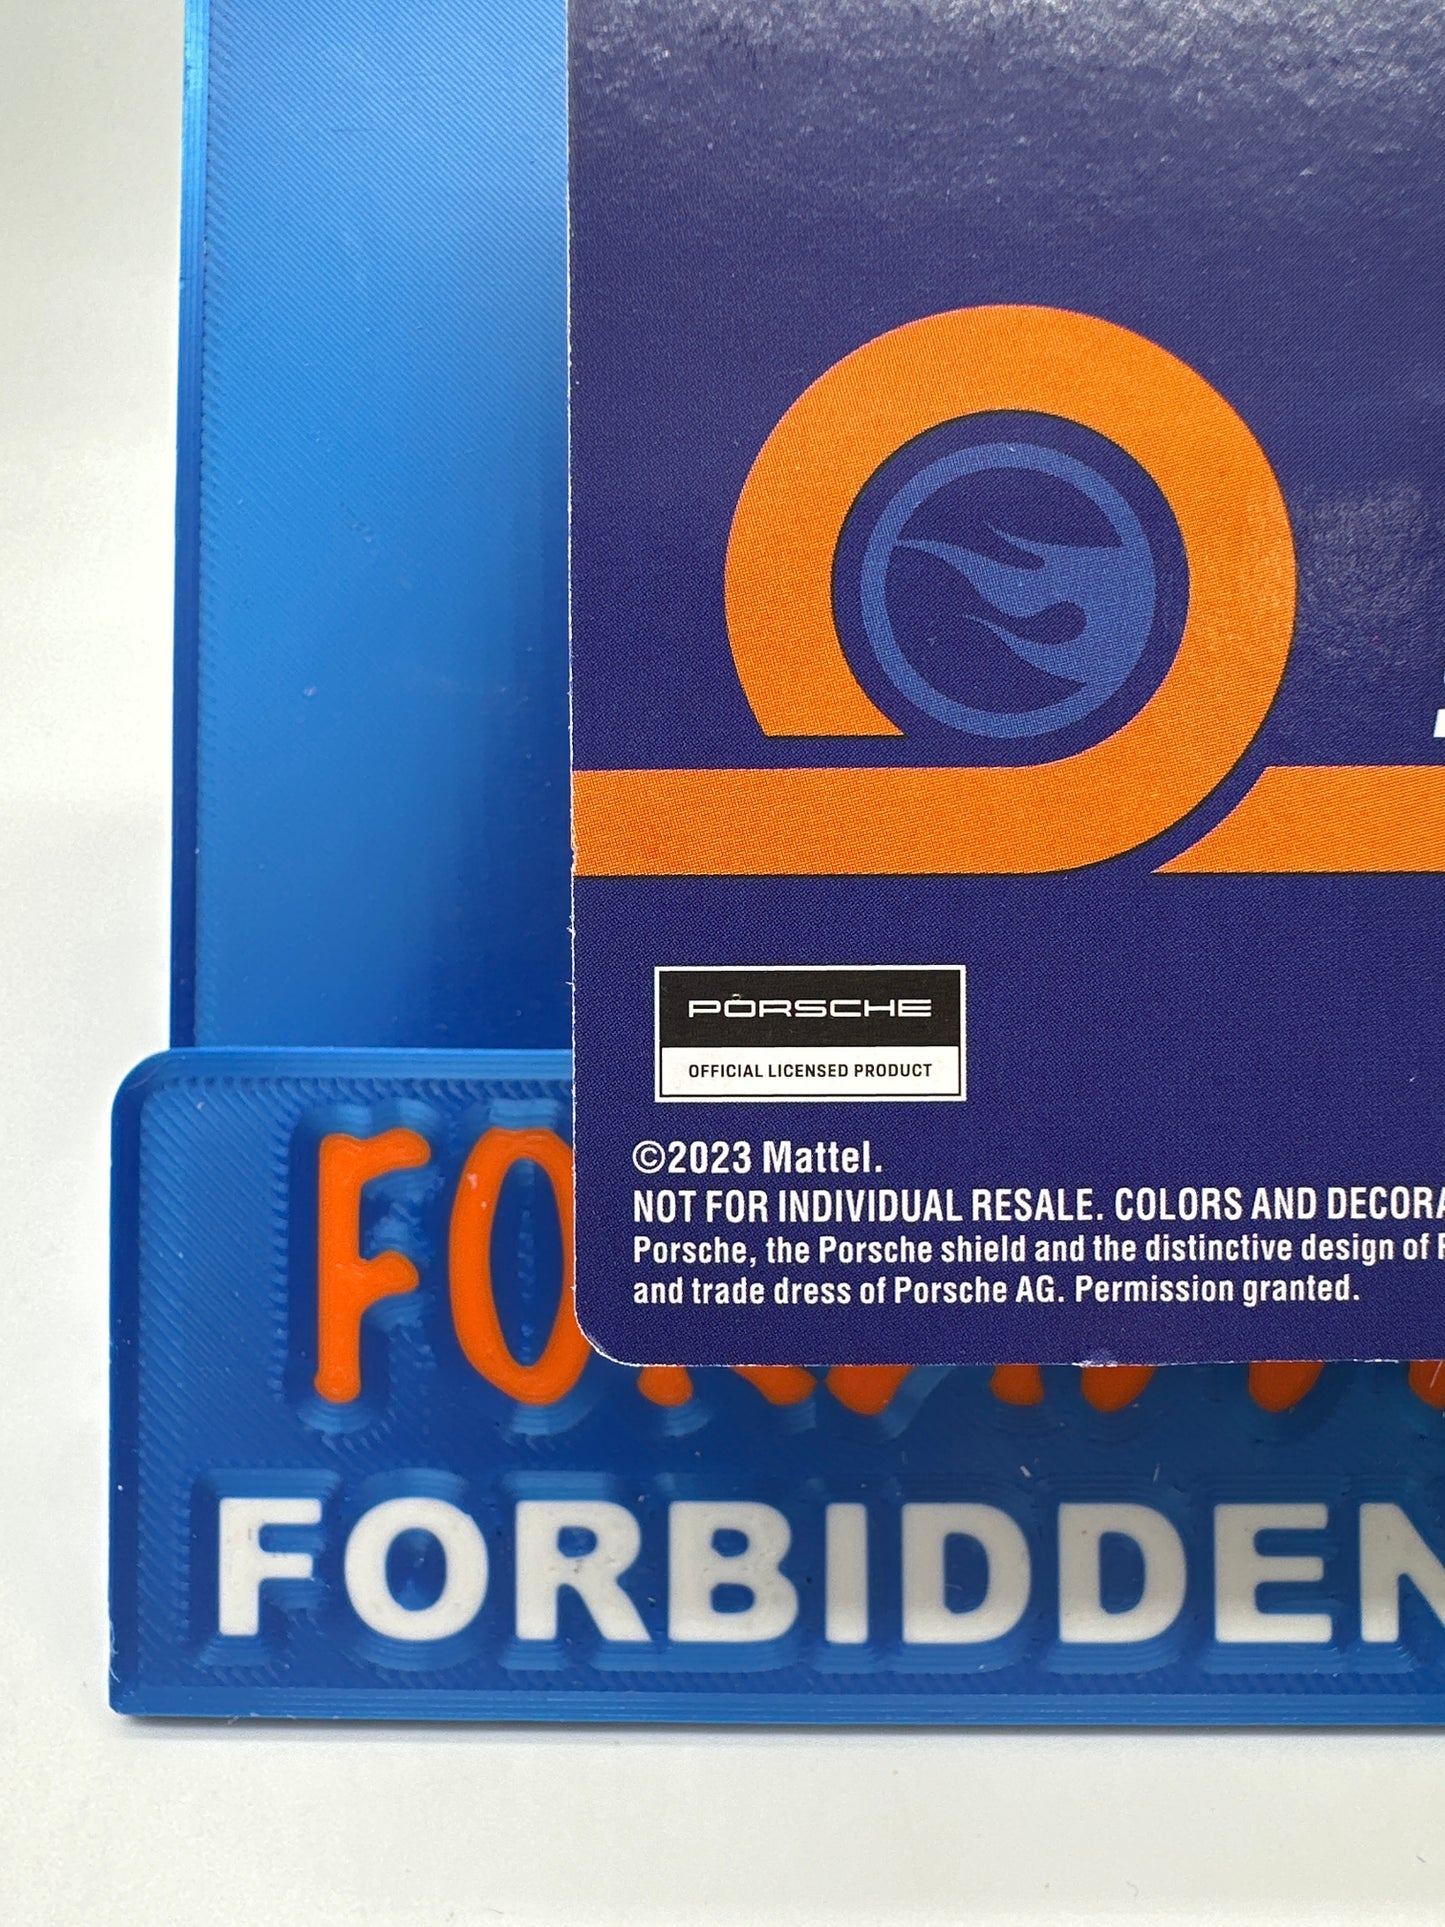 PORSCHE
OFFICIAL LICENSED PRODUCT
©2023 Mattel.
NOT FOR INDIVIDUAL RESALE. COLORS AND
Porsche, the Porsche shield and the distinctive design of
and trade dress of Porsche AG. Permission granted.
FORBIDDEN